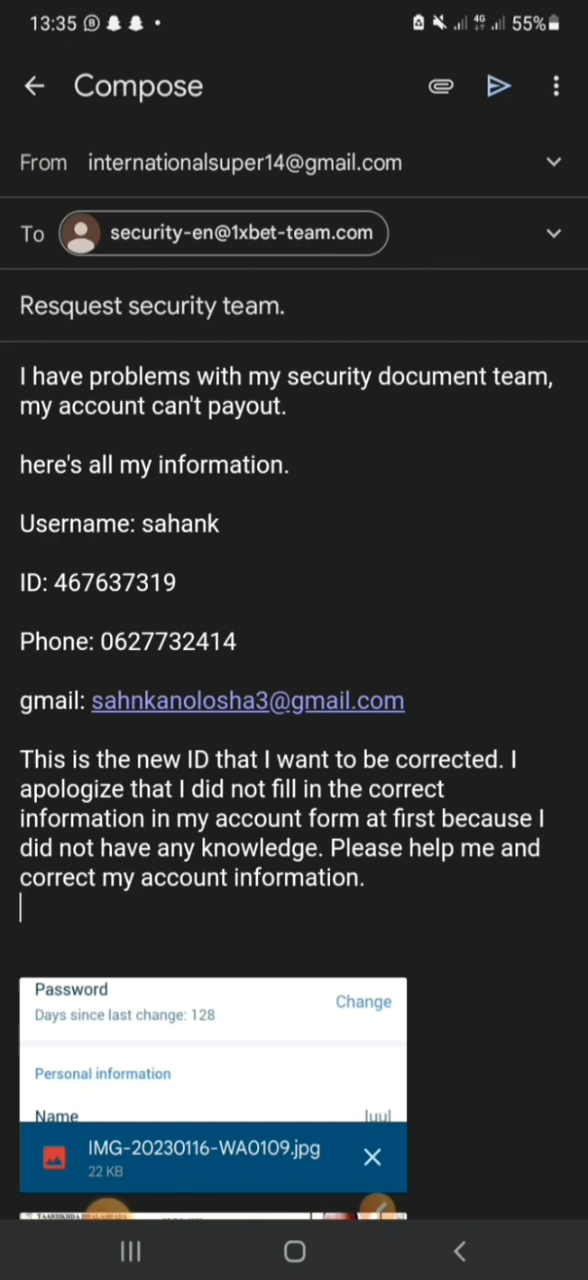 13:35
4G
55%
Compose
From internationalsuper14@gmail.com
To security-en@1xbet-team.com
Resquest security team.
I have problems with my security document team,
my account can't payout.
here's all my information.
Username: sahank
ID: 467637319
Phone: 0627732414
gmail: sahnkanolosha3@gmail.com
This is the new ID that I want to be corrected. I
apologize that I did not fill in the correct
information in my account form at first because I
did not have any knowledge. Please help me and
correct my account information.
Password
Change
Days since last change: 128
Personal information
Name
IMG-20230116-WA0109.jpg
22 KB